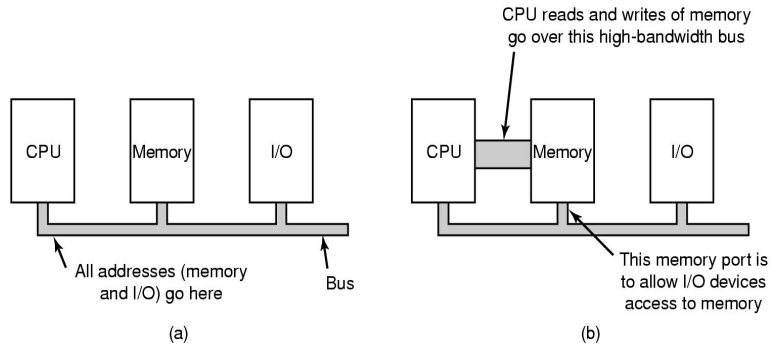 CPU reads and writes of memory
go over this high-bandwidth bus
CPU
Memory
I/O
All addresses (memory
and I/O) go here
Bus
(a)
CPU
Memory
I/O
This memory port is
to allow I/O devices
access to memory
(b)